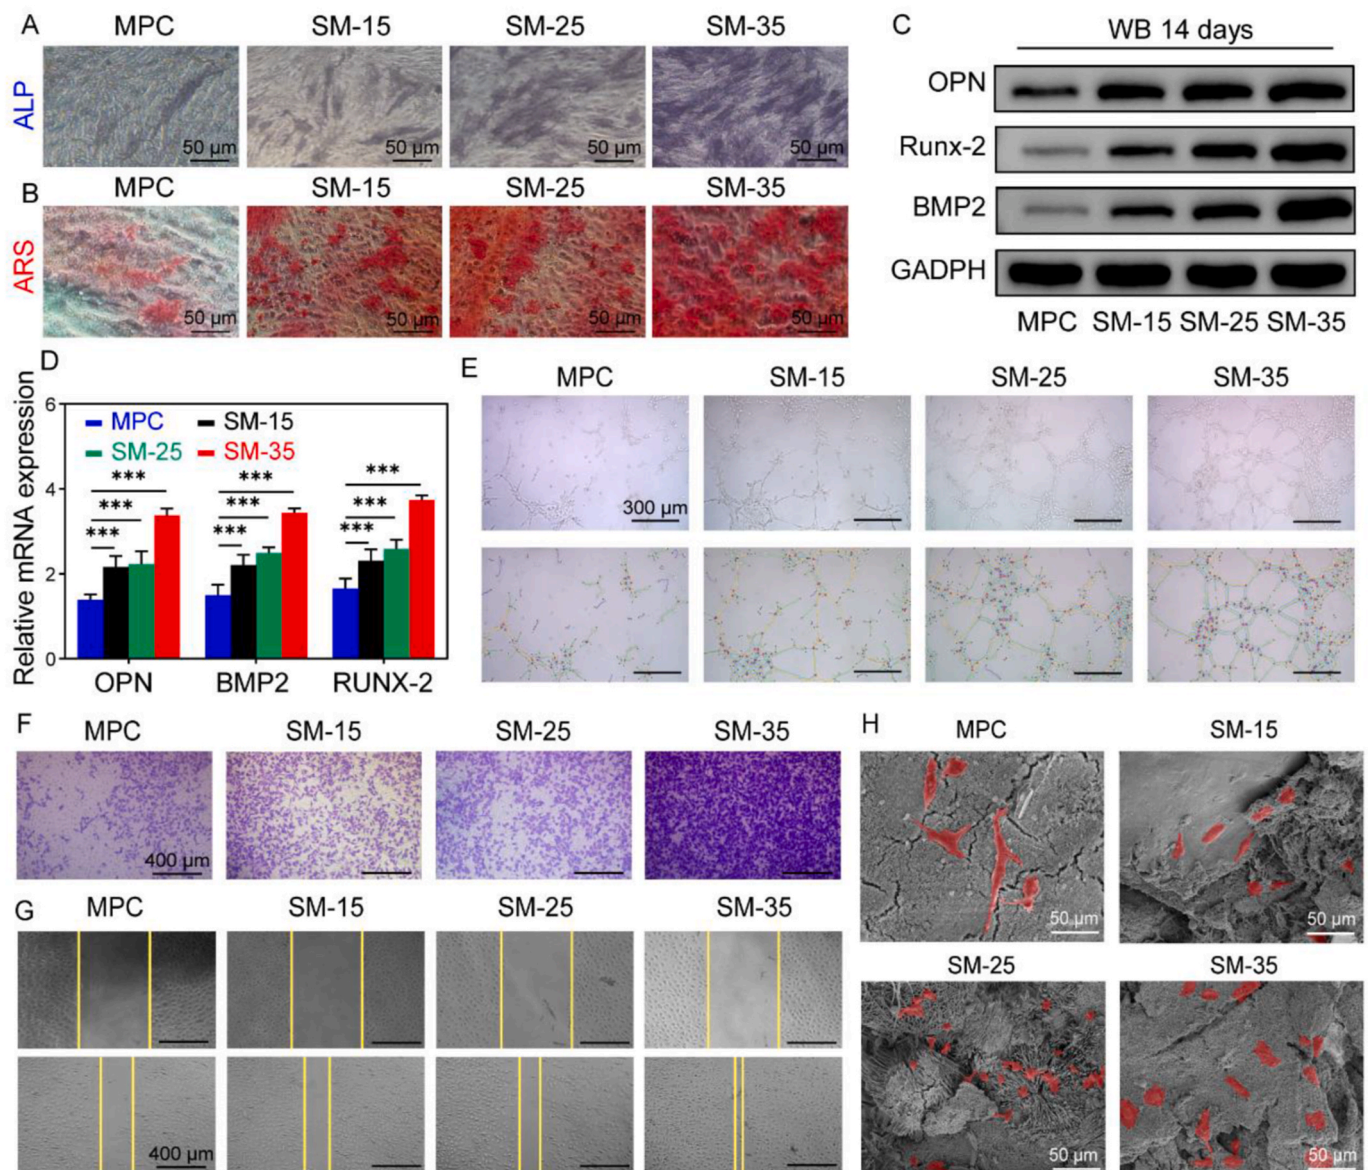 A
MPC SM-15 SM-25 SM-35
ALP
50 µm 50 µm 50 µm 50 µm
B
MPC SM-15 SM-25 SM-35
ARS
50 µm 50 µm 50 µm 50 µm
C
WB 14 days
OPN
Runx-2
BMP2
GADPH
MPC SM-15 SM-25 SM-35
D
Relative mRNA expression
6
4
2
0
MPC SM-15
SM-25 SM-35
*** *** ***
*** *** ***
*** *** ***
OPN BMP2 RUNX-2
E
MPC SM-15 SM-25 SM-35
300 µm
F
MPC SM-15 SM-25 SM-35
400 µm
G
MPC SM-15 SM-25 SM-35
400 µm
H
MPC SM-15
50 µm 50 µm
SM-25 SM-35
50 µm 50 µm